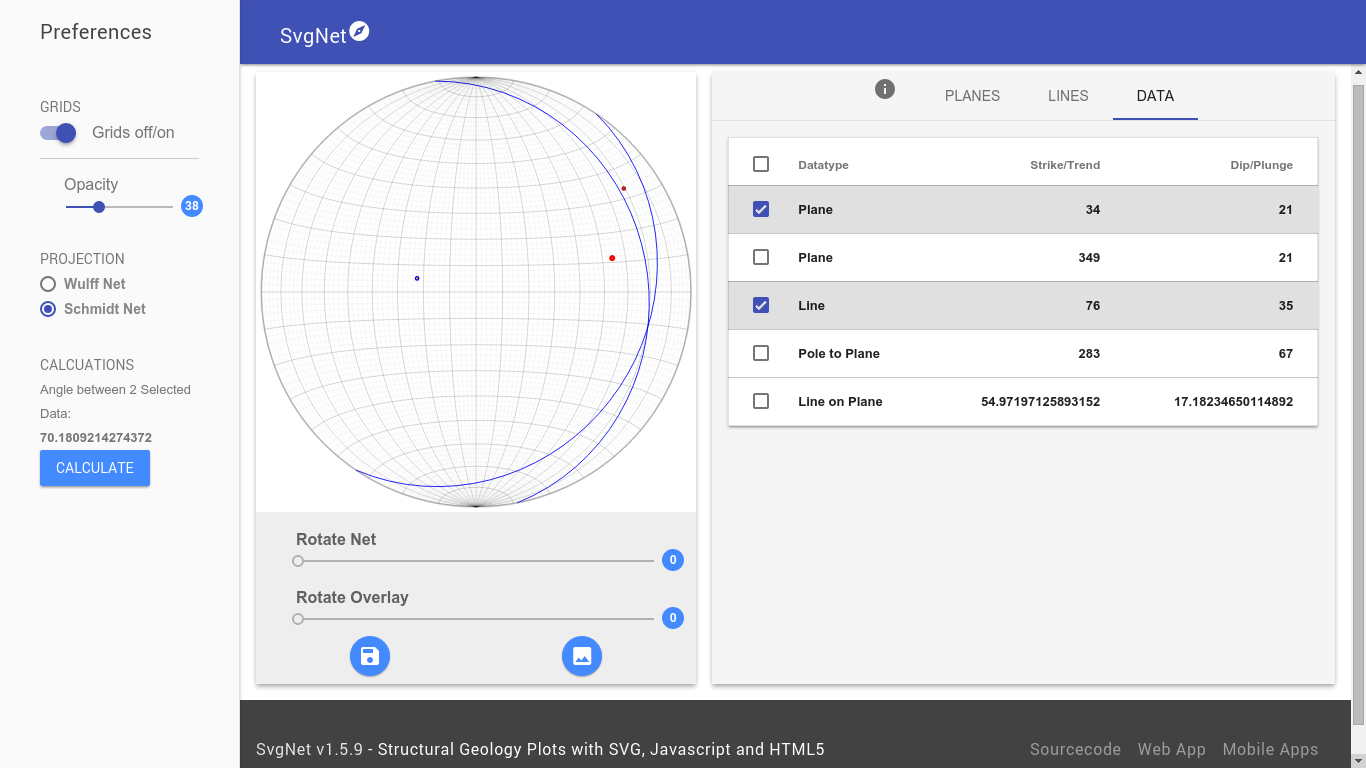 Preferences
GRIDS
Grids off/on
Opacity
38
PROJECTION
Wulff Net
Schmidt Net
CALCUATIONS
Angle between 2 Selected
Data:
70.1809214274372
CALCULATE
SvgNet
Rotate Net
0
Rotate Overlay
0
i PLANES LINES DATA
Datatype Strike/Trend Dip/Plunge
Plane 34 21
Plane 349 21
Line 76 35
Pole to Plane 283 67
Line on Plane 54.97197125893152 17.18234650114892
SvgNet v1.5.9 - Structural Geology Plots with SVG, Javascript and HTML5
Sourcecode Web App Mobile Apps